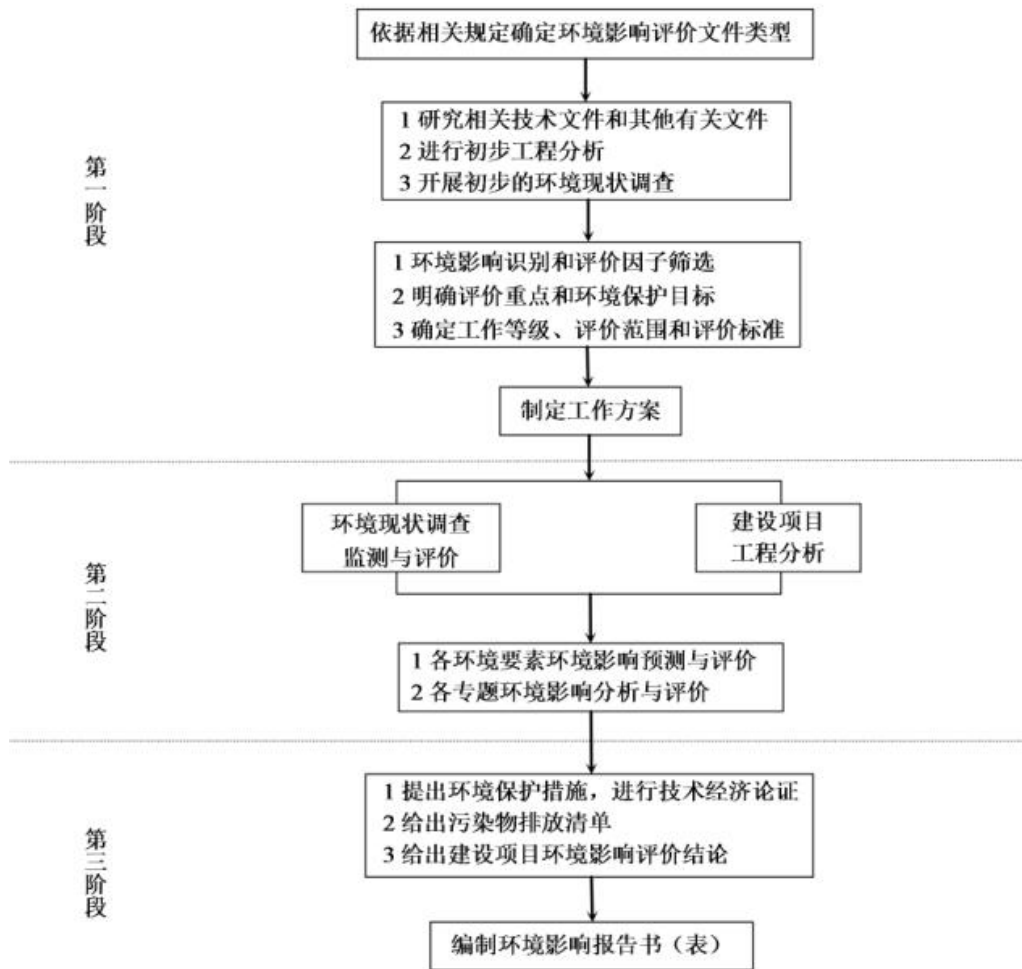 依据相关规定确定环境影响评价文件类型
1 研究相关技术文件和其他有关文件
2 进行初步工程分析
3 开展初步的环境现状调查
第一阶段
1 环境影响识别和评价因子筛选
2 明确评价重点和环境保护目标
3 确定工作等级、评价范围和评价标准
制定工作方案
环境现状调查
监测与评价
建设项目
工程分析
第二阶段
1 各环境要素环境影响预测与评价
2 各专题环境影响分析与评价
1 提出环境保护措施，进行技术经济论证
2 给出污染物排放清单
3 给出建设项目环境影响评价结论
第三阶段
编制环境影响报告书（表）